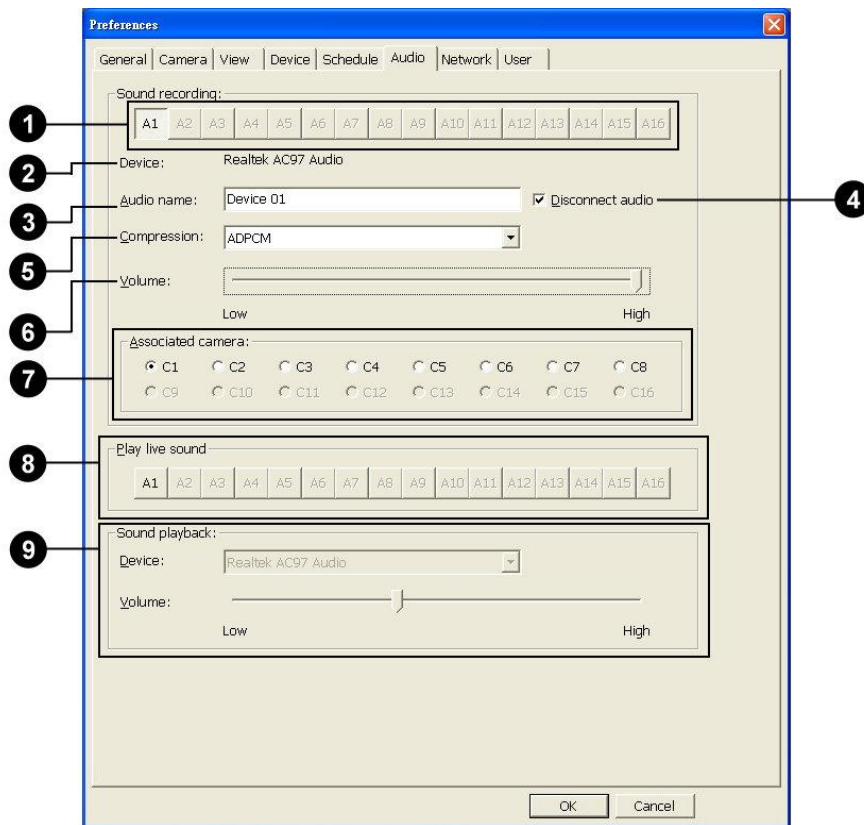 Preferences
General Camera View Device Schedule Audio Network User
Sound recording:
1
A1 A2 A3 A4 A5 A6 A7 A8 A9 A10 A11 A12 A13 A14 A15 A16
2
Device: Realtek AC97 Audio
3
Audio name: Device 01
Disconnect audio
4
5
Compression: ADPCM
6
Volume:
Low High
7
Associated camera:
C1 C2 C3 C4 C5 C6 C7 C8
C9 C10 C11 C12 C13 C14 C15 C16
8
Play live sound
A1 A2 A3 A4 A5 A6 A7 A8 A9 A10 A11 A12 A13 A14 A15 A16
9
Sound playback:
Device: Realtek AC97 Audio
Volume:
Low High
OK Cancel